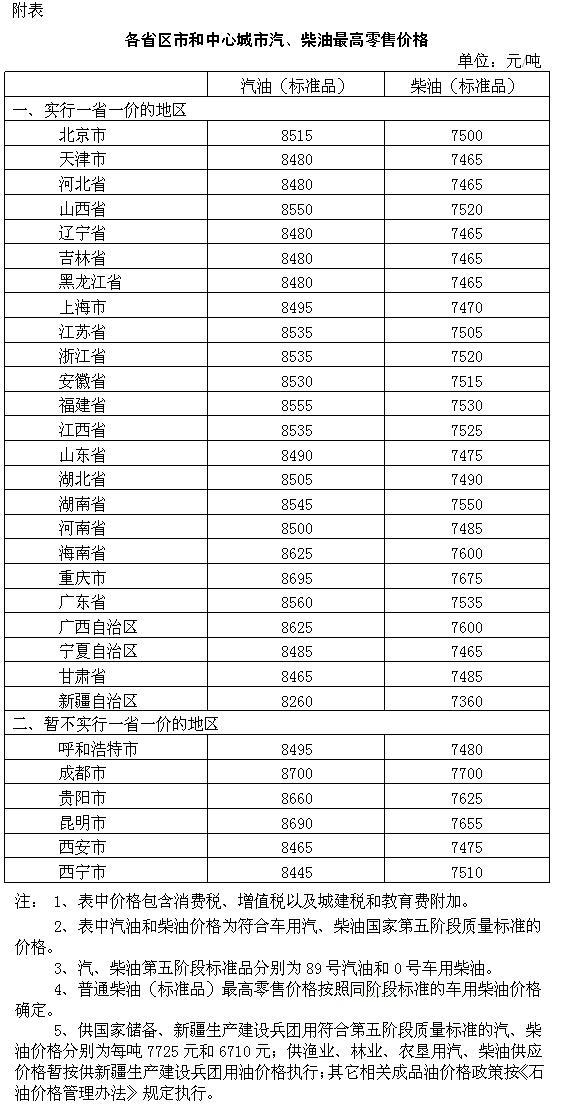 附表
各省区市和中心城市汽、柴油最高零售价格
单位：元/吨
汽油（标准品） 柴油（标准品）
一、实行一省一价的地区
北京市 8515 7500
天津市 8480 7465
河北省 8480 7465
山西省 8550 7520
辽宁省 8480 7465
吉林省 8480 7465
黑龙江省 8480 7465
上海市 8495 7470
江苏省 8535 7505
浙江省 8535 7520
安徽省 8530 7515
福建省 8555 7530
江西省 8535 7525
山东省 8490 7475
湖北省 8505 7490
湖南省 8545 7550
河南省 8500 7485
海南省 8625 7600
重庆市 8695 7675
广东省 8560 7535
广西自治区 8625 7600
宁夏自治区 8485 7465
甘肃省 8465 7485
新疆自治区 8260 7360
二、暂不实行一省一价的地区
呼和浩特市 8495 7480
成都市 8700 7700
贵阳市 8660 7625
昆明市 8690 7655
西安市 8465 7475
西宁市 8445 7510
注： 1、表中价格包含消费税、增值税以及城建税和教育费附加。
2、表中汽油和柴油价格为符合车用汽、柴油国家第五阶段质量标准的
价格。
3、汽、柴油第五阶段标准品分别为89号汽油和0号车用柴油。
4、普通柴油（标准品）最高零售价格按照同阶段标准的车用柴油价格
确定。
5、供国家储备、新疆生产建设兵团用符合第五阶段质量标准的汽、柴
油价格分别为每吨7725元和6710元；供渔业、林业、农垦用汽、柴油供应
价格暂按供新疆生产建设兵团用油价格执行；其它相关成品油价格政策按《石
油价格管理办法》规定执行。